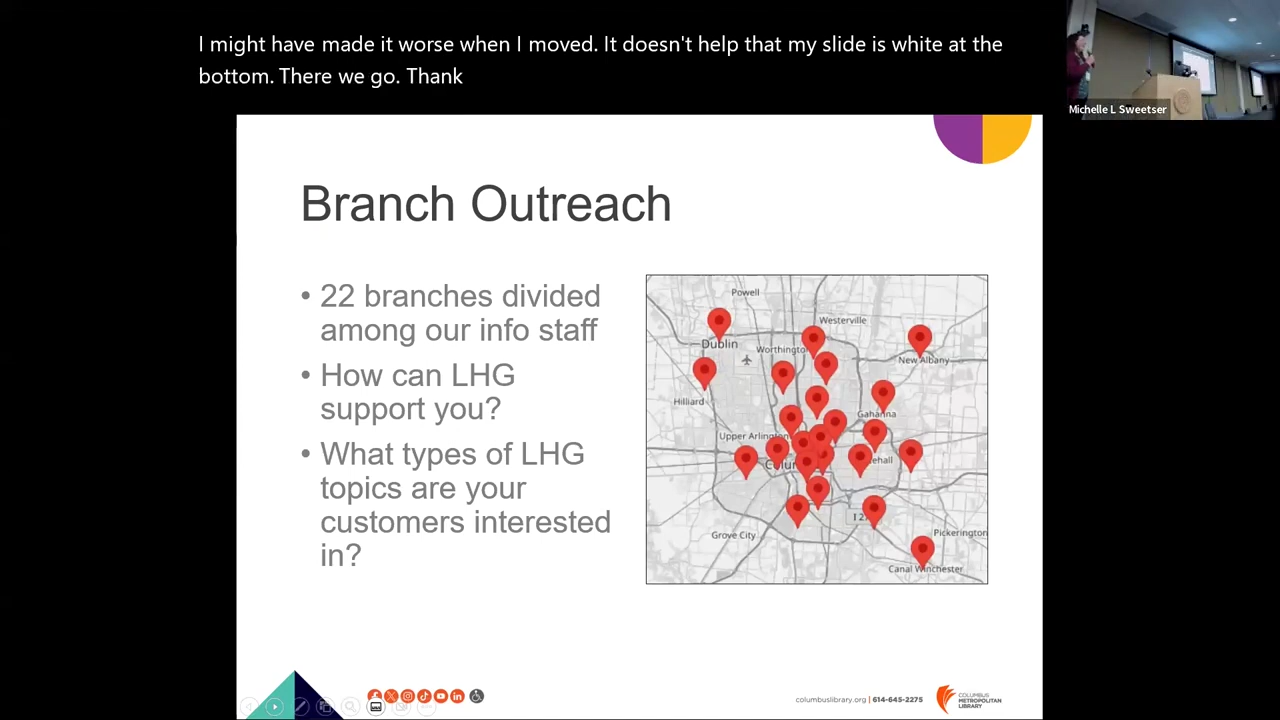 I might have made it worse when I moved. It doesn't help that my slide is white at the
bottom. There we go. Thank
Michelle L Sweetser
Branch Outreach
• 22 branches divided
among our info staff
• How can LHG
support you?
• What types of LHG
topics are your
customers interested
in?
Powell
Westerville
Dublin
Worthington
New Albany
Hilliard
Gahanna
Upper Arlington
Grove City
Pickerington
Canal Winchester
columbuslibrary.org | 614-645-2275
COLUMBUS
METROPOLITAN
LIBRARY